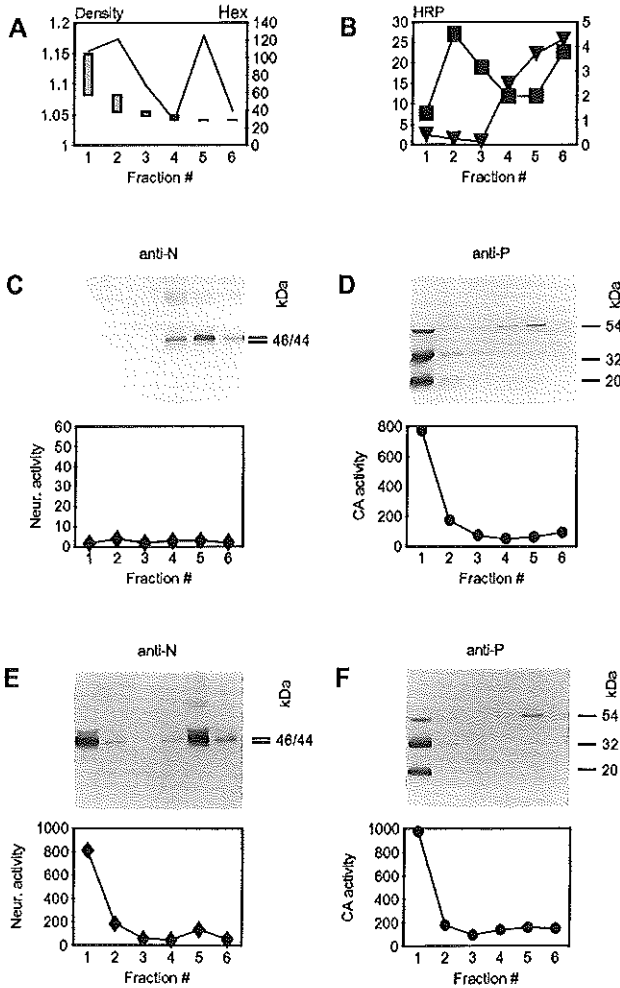 A
Density
Hex
1.2
1.15
1.1
1.05
1
140
120
100
80
60
40
20
0
1 2 3 4 5 6
Fraction #
B
HRP
30
25
20
15
10
5
0
5
4
3
2
1
0
1 2 3 4 5 6
Fraction #
C
anti-N
kDa
46/44
Neur. activity
60
50
40
30
20
10
0
1 2 3 4 5 6
Fraction #
D
anti-P
kDa
54
32
20
CA activity
800
600
400
200
0
1 2 3 4 5 6
Fraction #
E
anti-N
kDa
46/44
Neur. activity
1000
800
600
400
200
0
1 2 3 4 5 6
Fraction #
F
anti-P
kDa
54
32
20
CA activity
1000
800
600
400
200
0
1 2 3 4 5 6
Fraction #